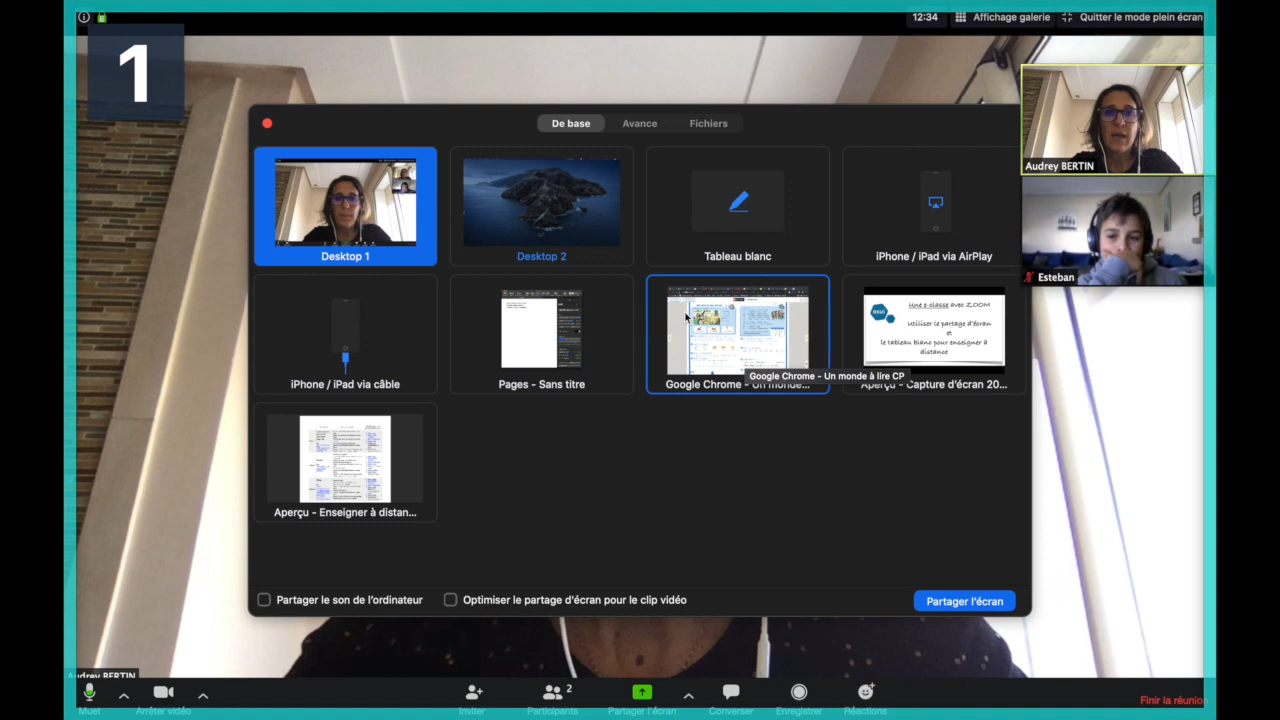 12:34
Affichage galerie
Quitter le mode plein écran
1
De base
Avance
Fichiers
Audrey BERTIN
Desktop 1
Desktop 2
Tableau blanc
iPhone / iPad via AirPlay
Esteban
Une e-classe avec ZOOM
Utiliser le partage d'écran
et
le tableau blanc pour enseigner à
distance
iPhone / iPad via câble
Pages - Sans titre
Google Chrome - Un monde...
Google Chrome - Un monde à lire CP
Aperçu - Capture d'écran 20...
Aperçu - Enseigner à distan...
Partager le son de l'ordinateur
Optimiser le partage d'écran pour le clip vidéo
Partager l'écran
Audrey BERTIN
2
Muet
Arrêter vidéo
Inviter
Participants
Partager l'écran
Converser
Enregistrer
Réactions
Finir la réunion